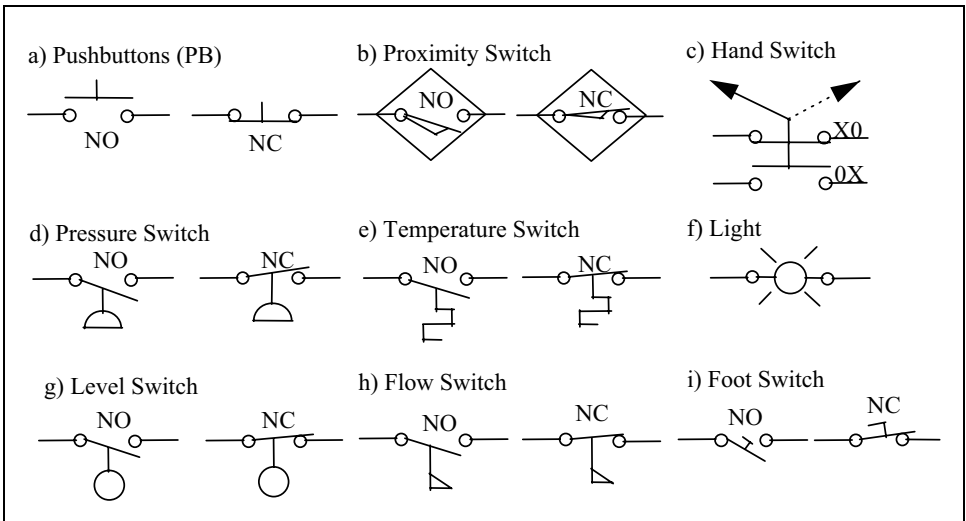 a) Pushbuttons (PB)
NO
NC
b) Proximity Switch
NO
NC
c) Hand Switch
X0
0X
d) Pressure Switch
NO
NC
e) Temperature Switch
NO
NC
f) Light
g) Level Switch
NO
NC
h) Flow Switch
NO
NC
i) Foot Switch
NO
NC